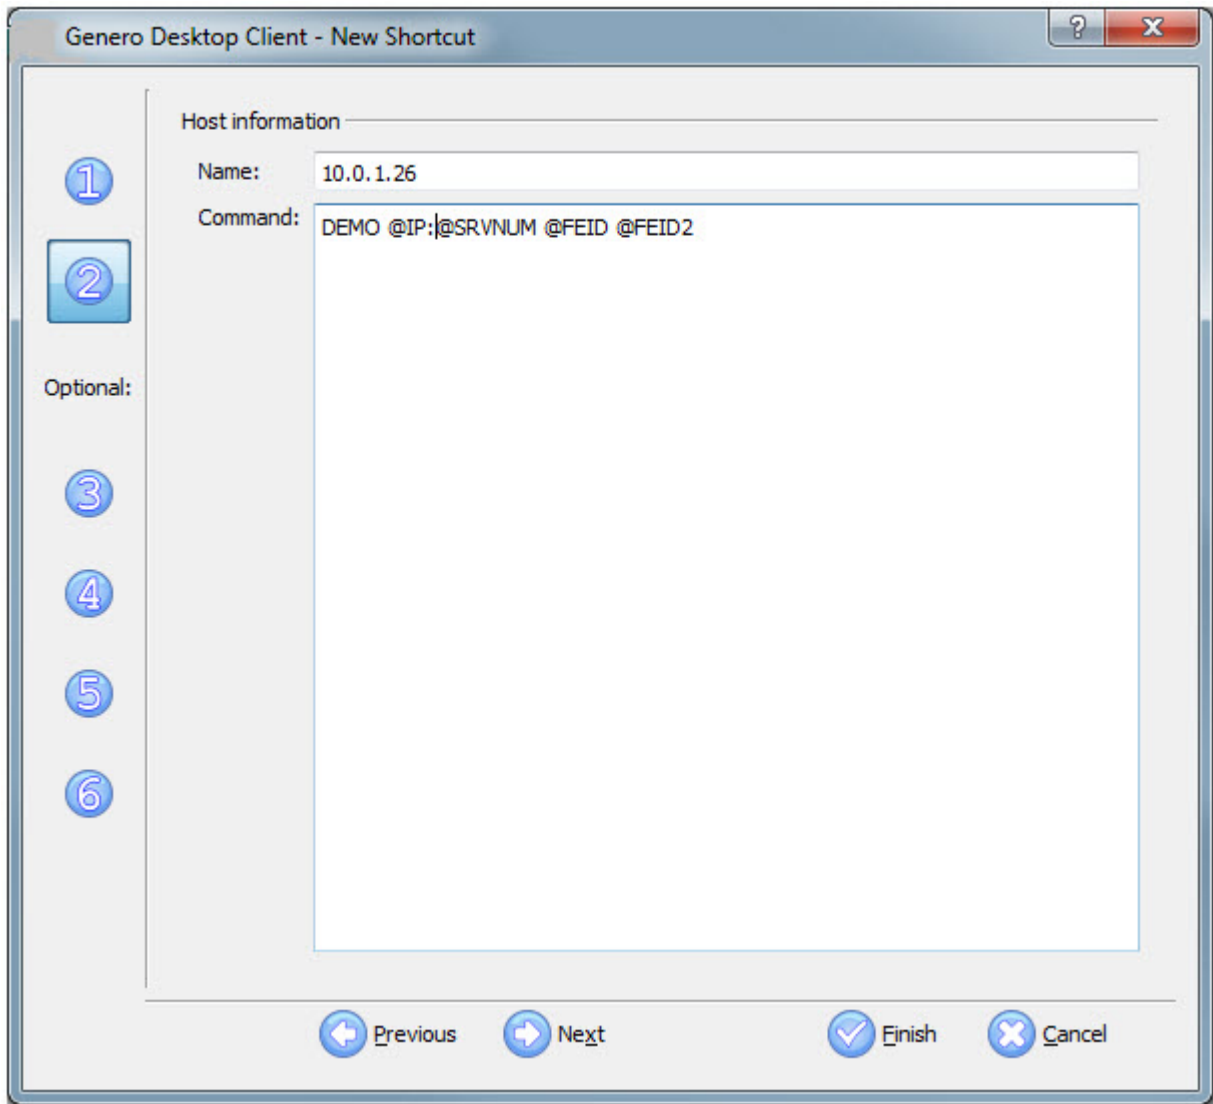 Genero Desktop Client - New Shortcut
?
X
Host information
Name: 10.0.1.26
Command: DEMO @IP:@SRVNUM @FEID @FEID2
1
2
Optional:
3
4
5
6
Previous Next Finish Cancel